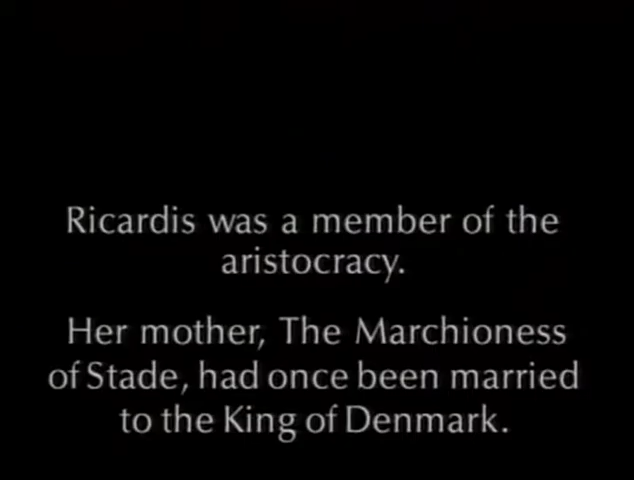 Ricardis was a member of the
aristocracy.
Her mother, The Marchioness
of Stade, had once been married
to the King of Denmark.